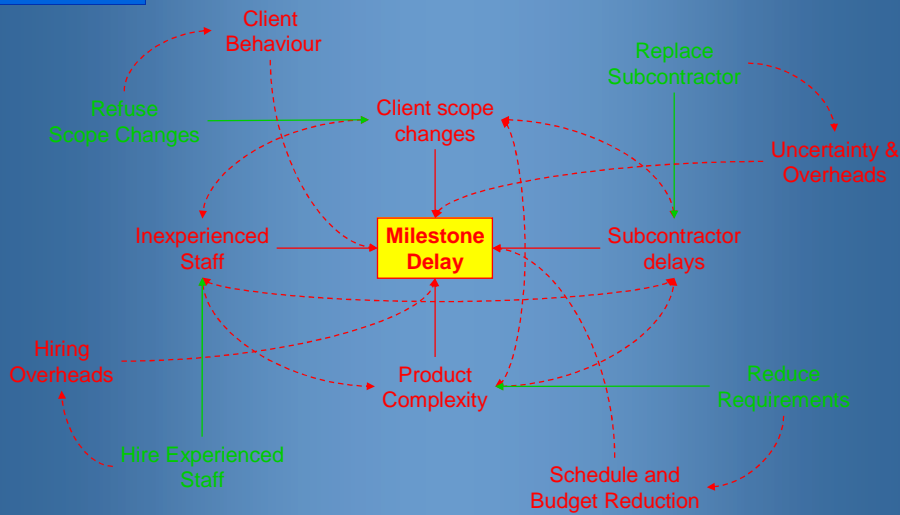 Client
Behaviour
Replace
Subcontractor
Refuse
Scope Changes
Client scope
changes
Uncertainty &
Overheads
Inexperienced
Staff
Milestone
Delay
Subcontractor
delays
Hiring
Overheads
Product
Complexity
Reduce
Requirements
Hire Experienced
Staff
Schedule and
Budget Reduction